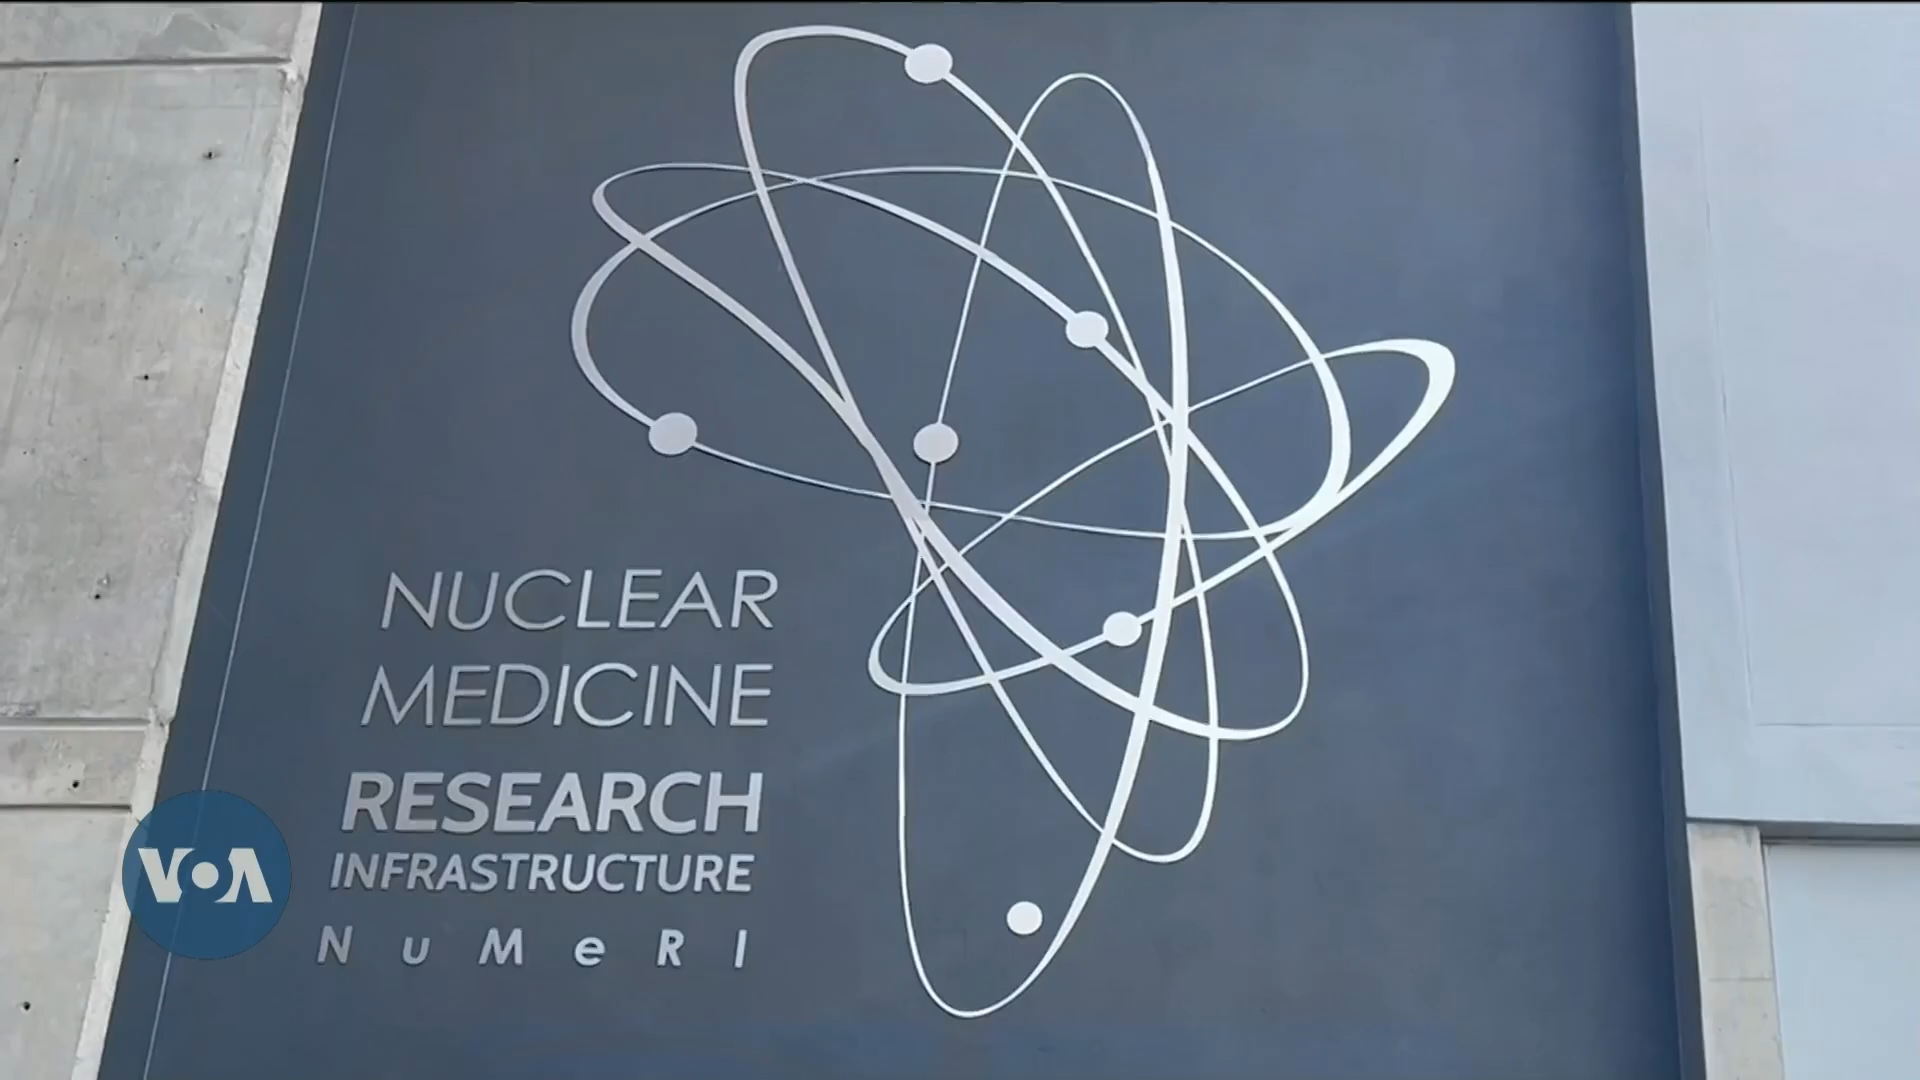 NUCLEAR
MEDICINE
RESEARCH
INFRASTRUCTURE
NuMeRI
VOA